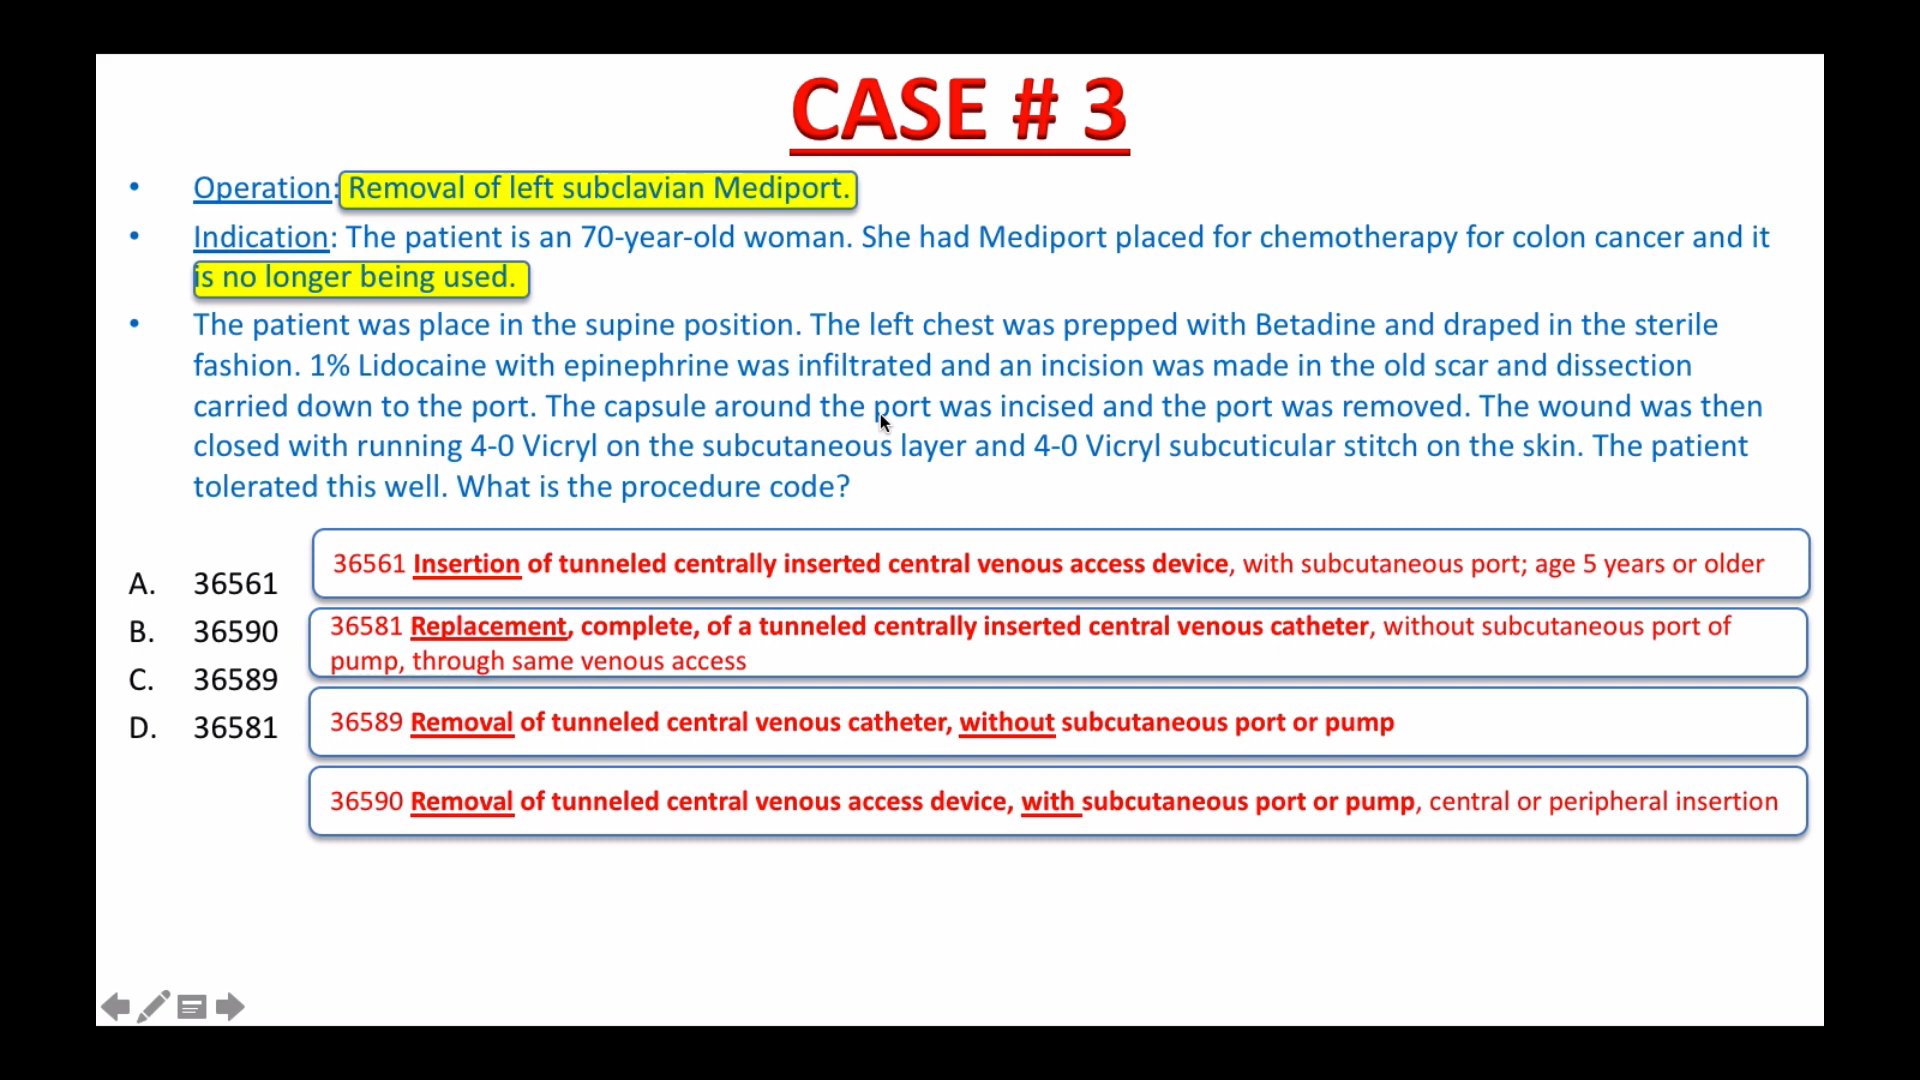 CASE # 3
• Operation: Removal of left subclavian Mediport.
• Indication: The patient is an 70-year-old woman. She had Mediport placed for chemotherapy for colon cancer and it
is no longer being used.
• The patient was place in the supine position. The left chest was prepped with Betadine and draped in the sterile
fashion. 1% Lidocaine with epinephrine was infiltrated and an incision was made in the old scar and dissection
carried down to the port. The capsule around the port was incised and the port was removed. The wound was then
closed with running 4-0 Vicryl on the subcutaneous layer and 4-0 Vicryl subcuticular stitch on the skin. The patient
tolerated this well. What is the procedure code?
A. 36561
B. 36590
C. 36589
D. 36581
36561 Insertion of tunneled centrally inserted central venous access device, with subcutaneous port; age 5 years or older
36581 Replacement, complete, of a tunneled centrally inserted central venous catheter, without subcutaneous port of
pump, through same venous access
36589 Removal of tunneled central venous catheter, without subcutaneous port or pump
36590 Removal of tunneled central venous access device, with subcutaneous port or pump, central or peripheral insertion